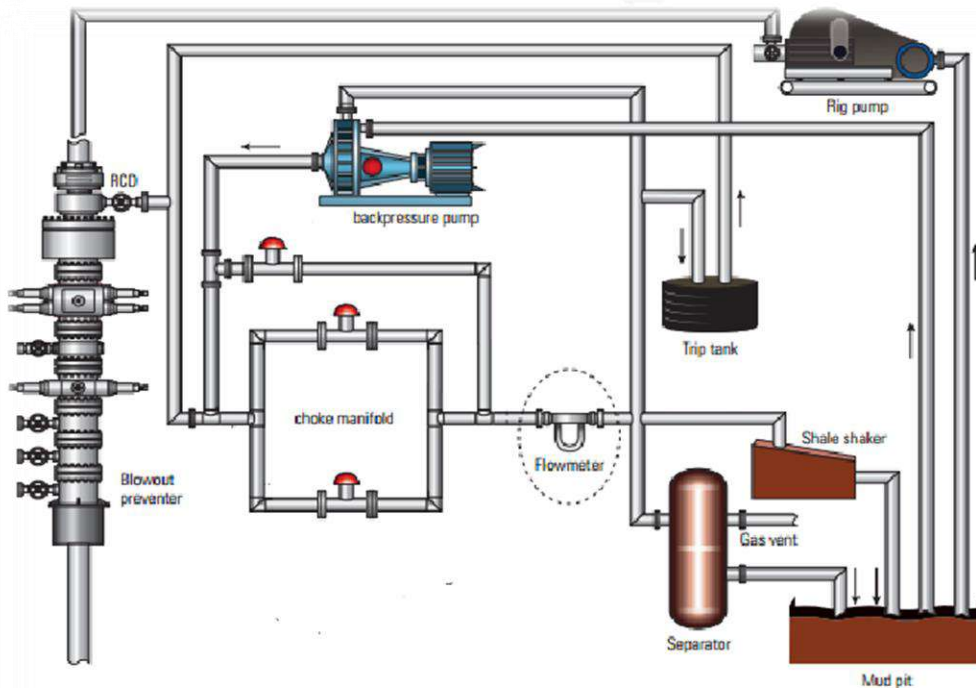 Rig pump
RCD
backpressure pump
Trip tank
choke manifold
Flowmeter
Shale shaker
Blowout
preventer
Gas vent
Separator
Mud pit